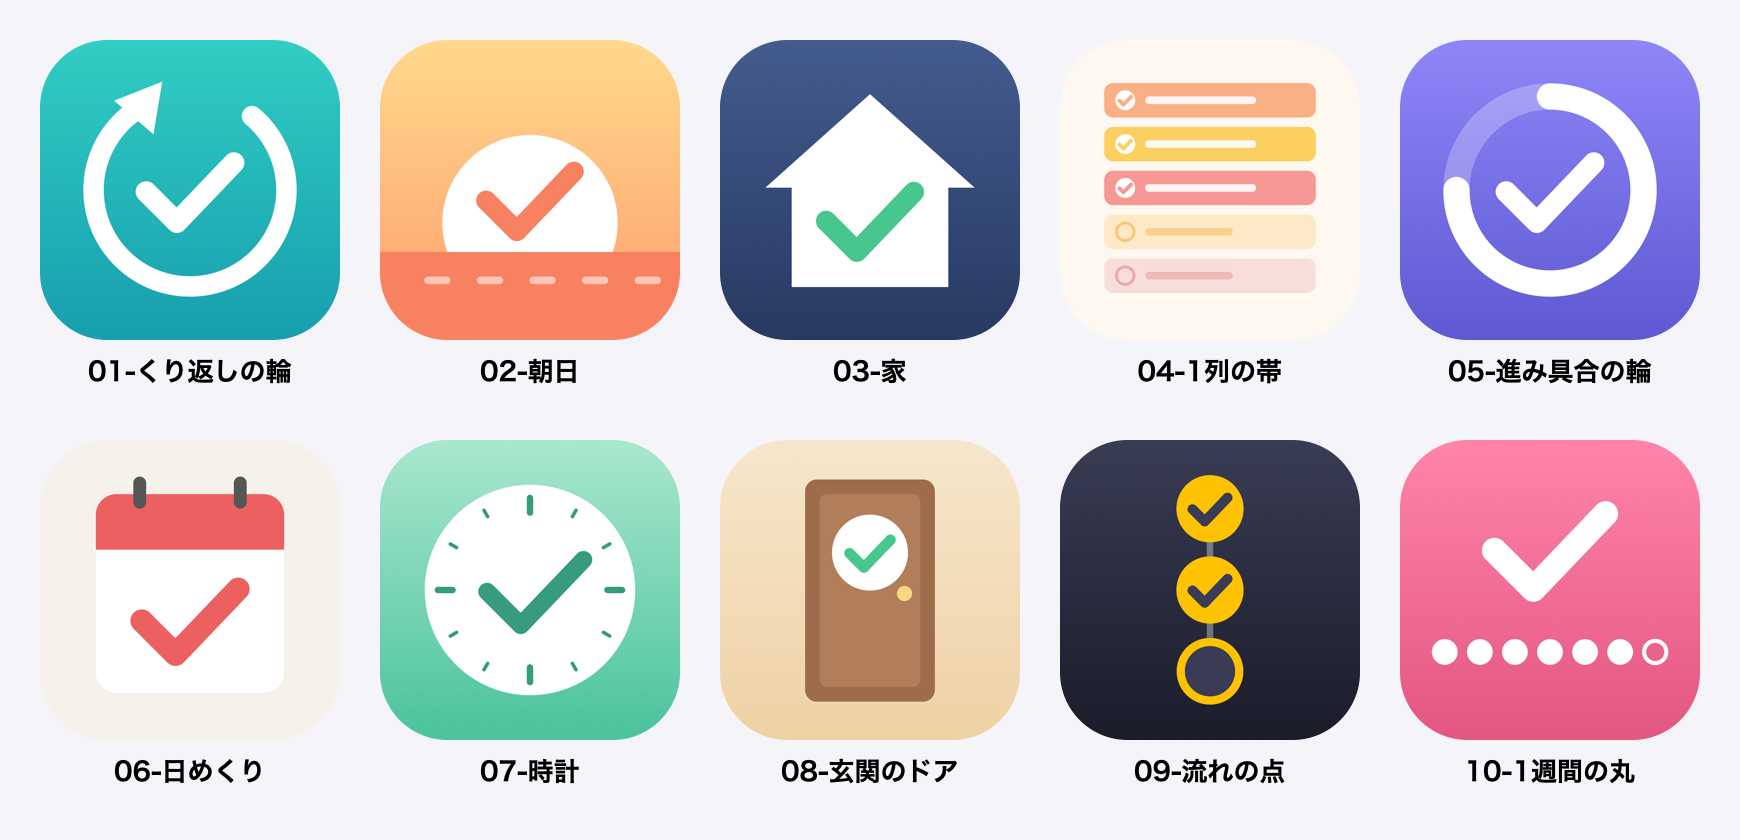 01-くり返しの輪
02-朝日
03-家
04-1列の帯
05-進み具合の輪
06-日めくり
07-時計
08-玄関のドア
09-流れの点
10-1週間の丸